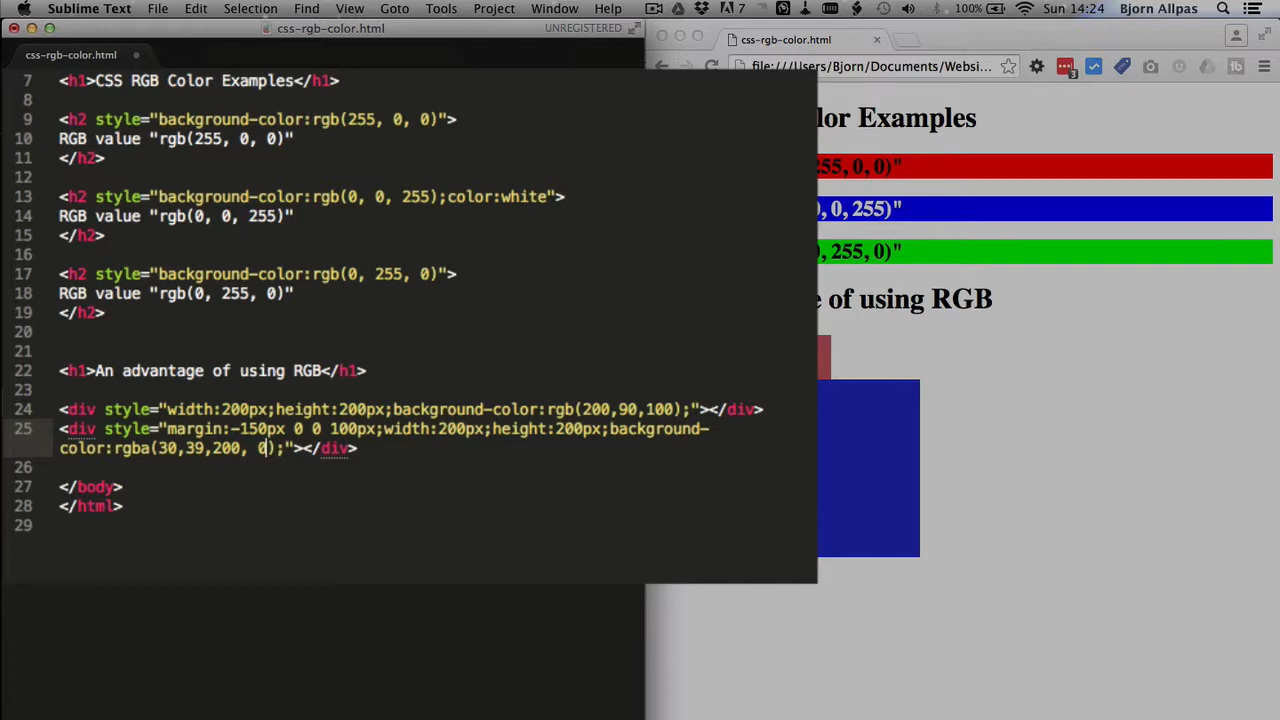 Sublime Text File Edit Selection Find View Goto Tools Project Window Help 7 100% Sun 14:24 Bjorn Allpas
css-rgb-color.html UNREGISTERED
css-rgb-color.html
css-rgb-color.html
file:///Users/Bjorn/Documents/Websi...
3
7 <h1>CSS RGB Color Examples</h1>
8
9 <h2 style="background-color:rgb(255, 0, 0)">
10 RGB value "rgb(255, 0, 0)"
11 </h2>
12
13 <h2 style="background-color:rgb(0, 0, 255);color:white">
14 RGB value "rgb(0, 0, 255)"
15 </h2>
16
17 <h2 style="background-color:rgb(0, 255, 0)">
18 RGB value "rgb(0, 255, 0)"
19 </h2>
20
21
22 <h1>An advantage of using RGB</h1>
23
24 <div style="width:200px;height:200px;background-color:rgb(200,90,100);"></div>
25 <div style="margin:-150px 0 0 100px;width:200px;height:200px;background-
color:rgba(30,39,200, 0);"></div>
26
27 </body>
28 </html>
29
lor Examples
255, 0, 0)"
0, 0, 255)"
, 255, 0)"
e of using RGB